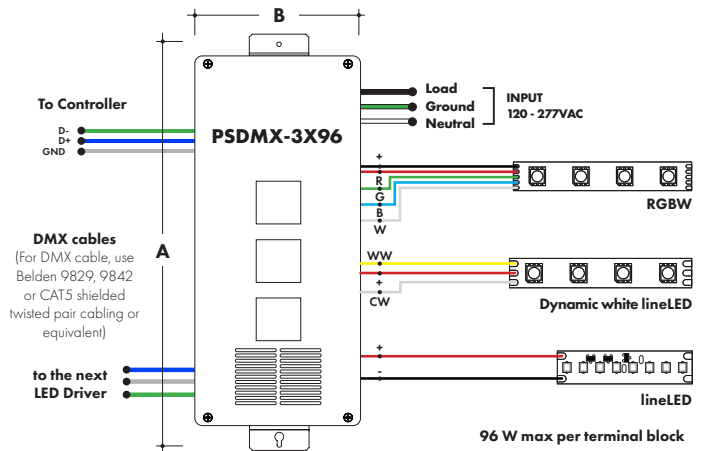 B
To Controller
D-
D+
GND
PSDMX-3X96
Load
Ground
Neutral
INPUT
120 - 277VAC
+
R
G
B
W
RGBW
A
DMX cables
(For DMX cable, use
Belden 9829, 9842
or CAT5 shielded
twisted pair cabling or
equivalent)
WW
+
CW
Dynamic white lineLED
to the next
LED Driver
+
-
lineLED
96 W max per terminal block